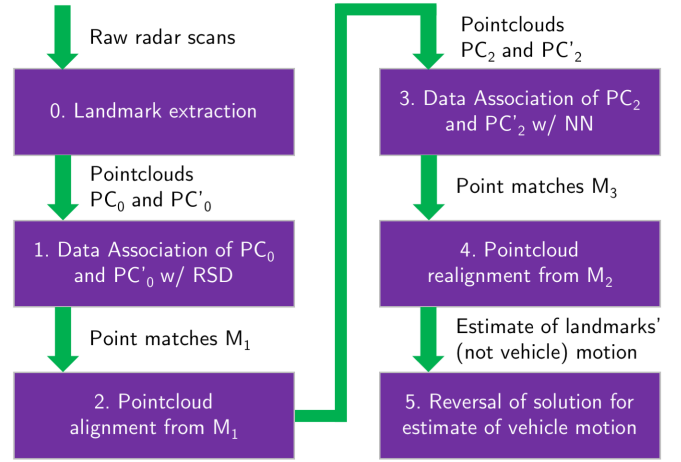 Raw radar scans
0. Landmark extraction
Pointclouds
PC₀ and PC'₀
1. Data Association of PC₀
and PC'₀ w/ RSD
Point matches M₁
2. Pointcloud
alignment from M₁
Pointclouds
PC₂ and PC'₂
3. Data Association of PC₂
and PC'₂ w/ NN
Point matches M₃
4. Pointcloud
realignment from M₂
Estimate of landmarks'
(not vehicle) motion
5. Reversal of solution for
estimate of vehicle motion